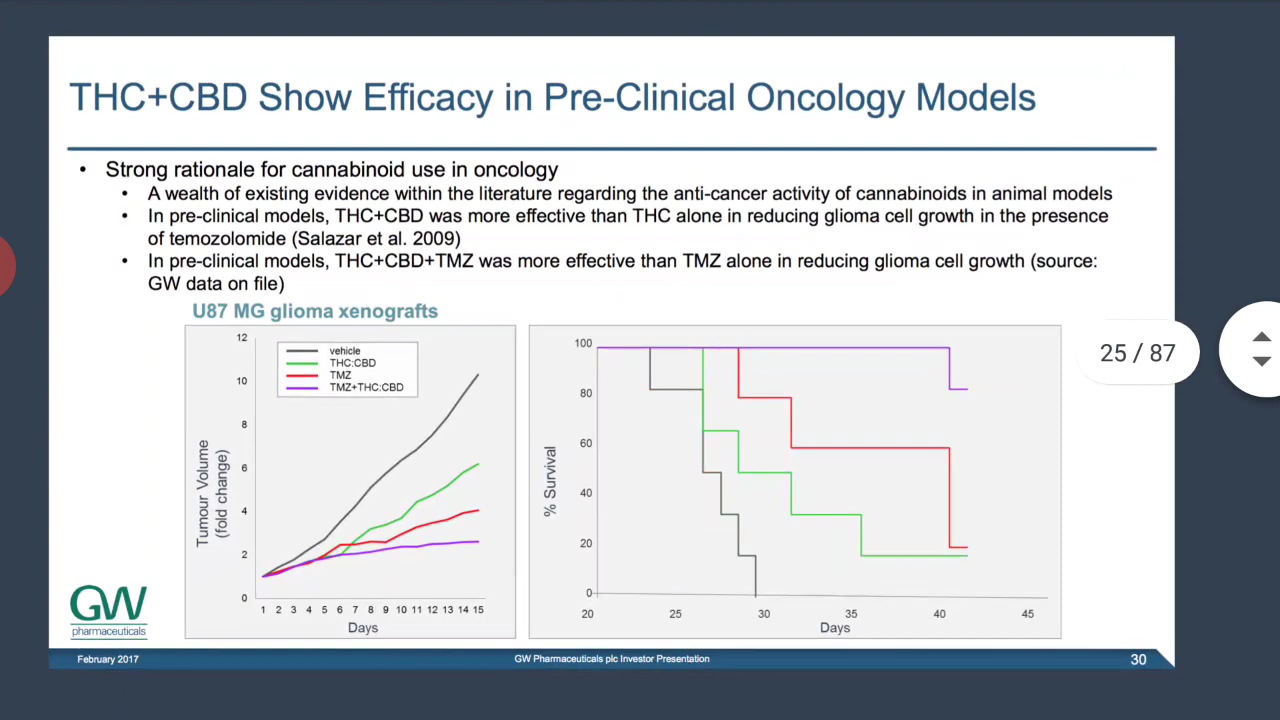 THC+CBD Show Efficacy in Pre-Clinical Oncology Models
• Strong rationale for cannabinoid use in oncology
• A wealth of existing evidence within the literature regarding the anti-cancer activity of cannabinoids in animal models
• In pre-clinical models, THC+CBD was more effective than THC alone in reducing glioma cell growth in the presence
of temozolomide (Salazar et al. 2009)
• In pre-clinical models, THC+CBD+TMZ was more effective than TMZ alone in reducing glioma cell growth (source:
GW data on file)
U87 MG glioma xenografts
12
10
8
6
4
2
0
Tumour Volume
(fold change)
vehicle
THC:CBD
TMZ
TMZ+THC:CBD
1 2 3 4 5 6 7 8 9 10 11 12 13 14 15
Days
100
80
60
40
20
0
% Survival
20 25 30 35 40 45
Days
25 / 87
GW
pharmaceuticals
February 2017
GW Pharmaceuticals plc Investor Presentation
30